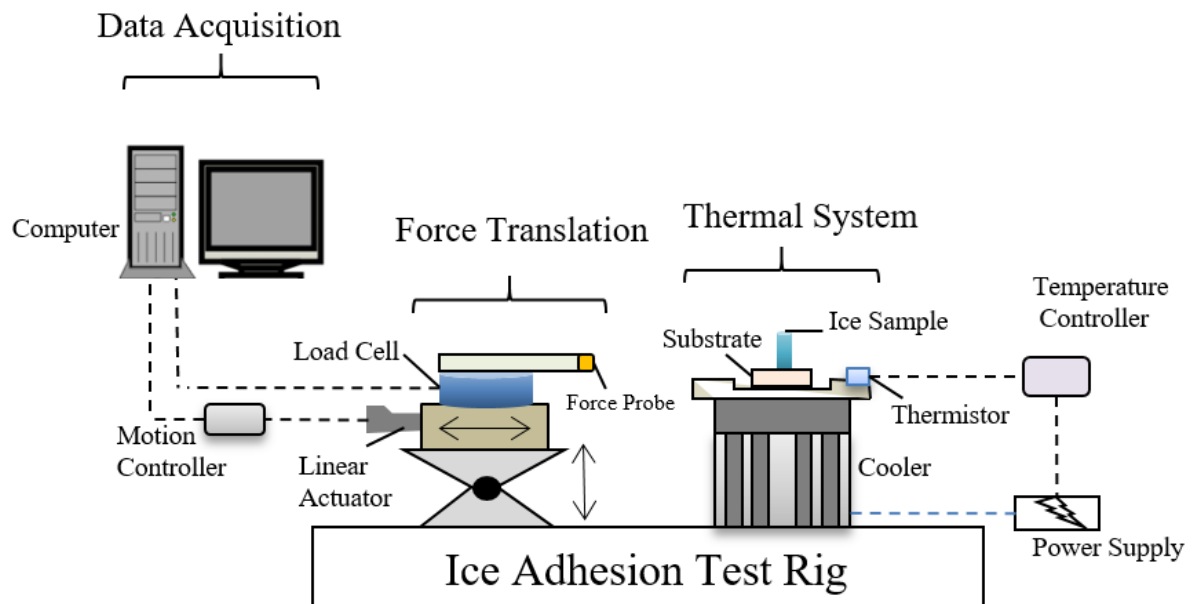 Data Acquisition
Computer
Force Translation
Thermal System
Temperature
Controller
Ice Sample
Substrate
Load Cell
Force Probe
Thermistor
Motion
Controller
Linear
Actuator
Cooler
Power Supply
Ice Adhesion Test Rig